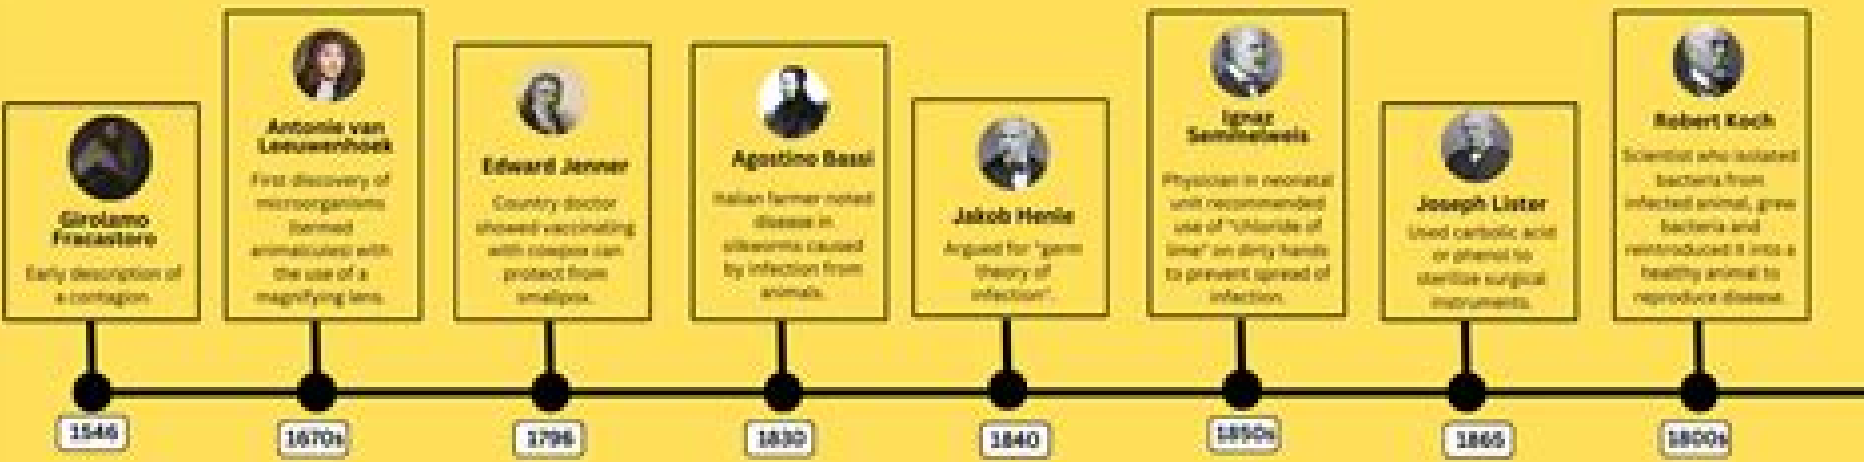 Girolamo
Fracastoro
Early description of
a contagion.
1546
Antonie van
Leeuwenhoek
First discovery of
microorganisms
(termed
animalcules) with
the use of a
magnifying lens.
1670s
Edward Jenner
Country doctor
showed vaccinating
with cowpox can
protect from
smallpox.
1796
Agostino Bassi
Italian farmer noted
disease in
silkworms caused
by infection from
animals.
1830
Jakob Henle
Argued for "germ
theory of
infection".
1840
Ignaz
Semmelweis
Physician in neonatal
unit recommended
use of "chloride of
lime" on dirty hands
to prevent spread of
infection.
1850s
Joseph Lister
Used carbolic acid
or phenol to
sterilize surgical
instruments.
Robert Koch
Scientist who isolated
bacteria from
infected animal, grew
bacteria and
reintroduced it into a
healthy animal to
reproduce disease.
1800s